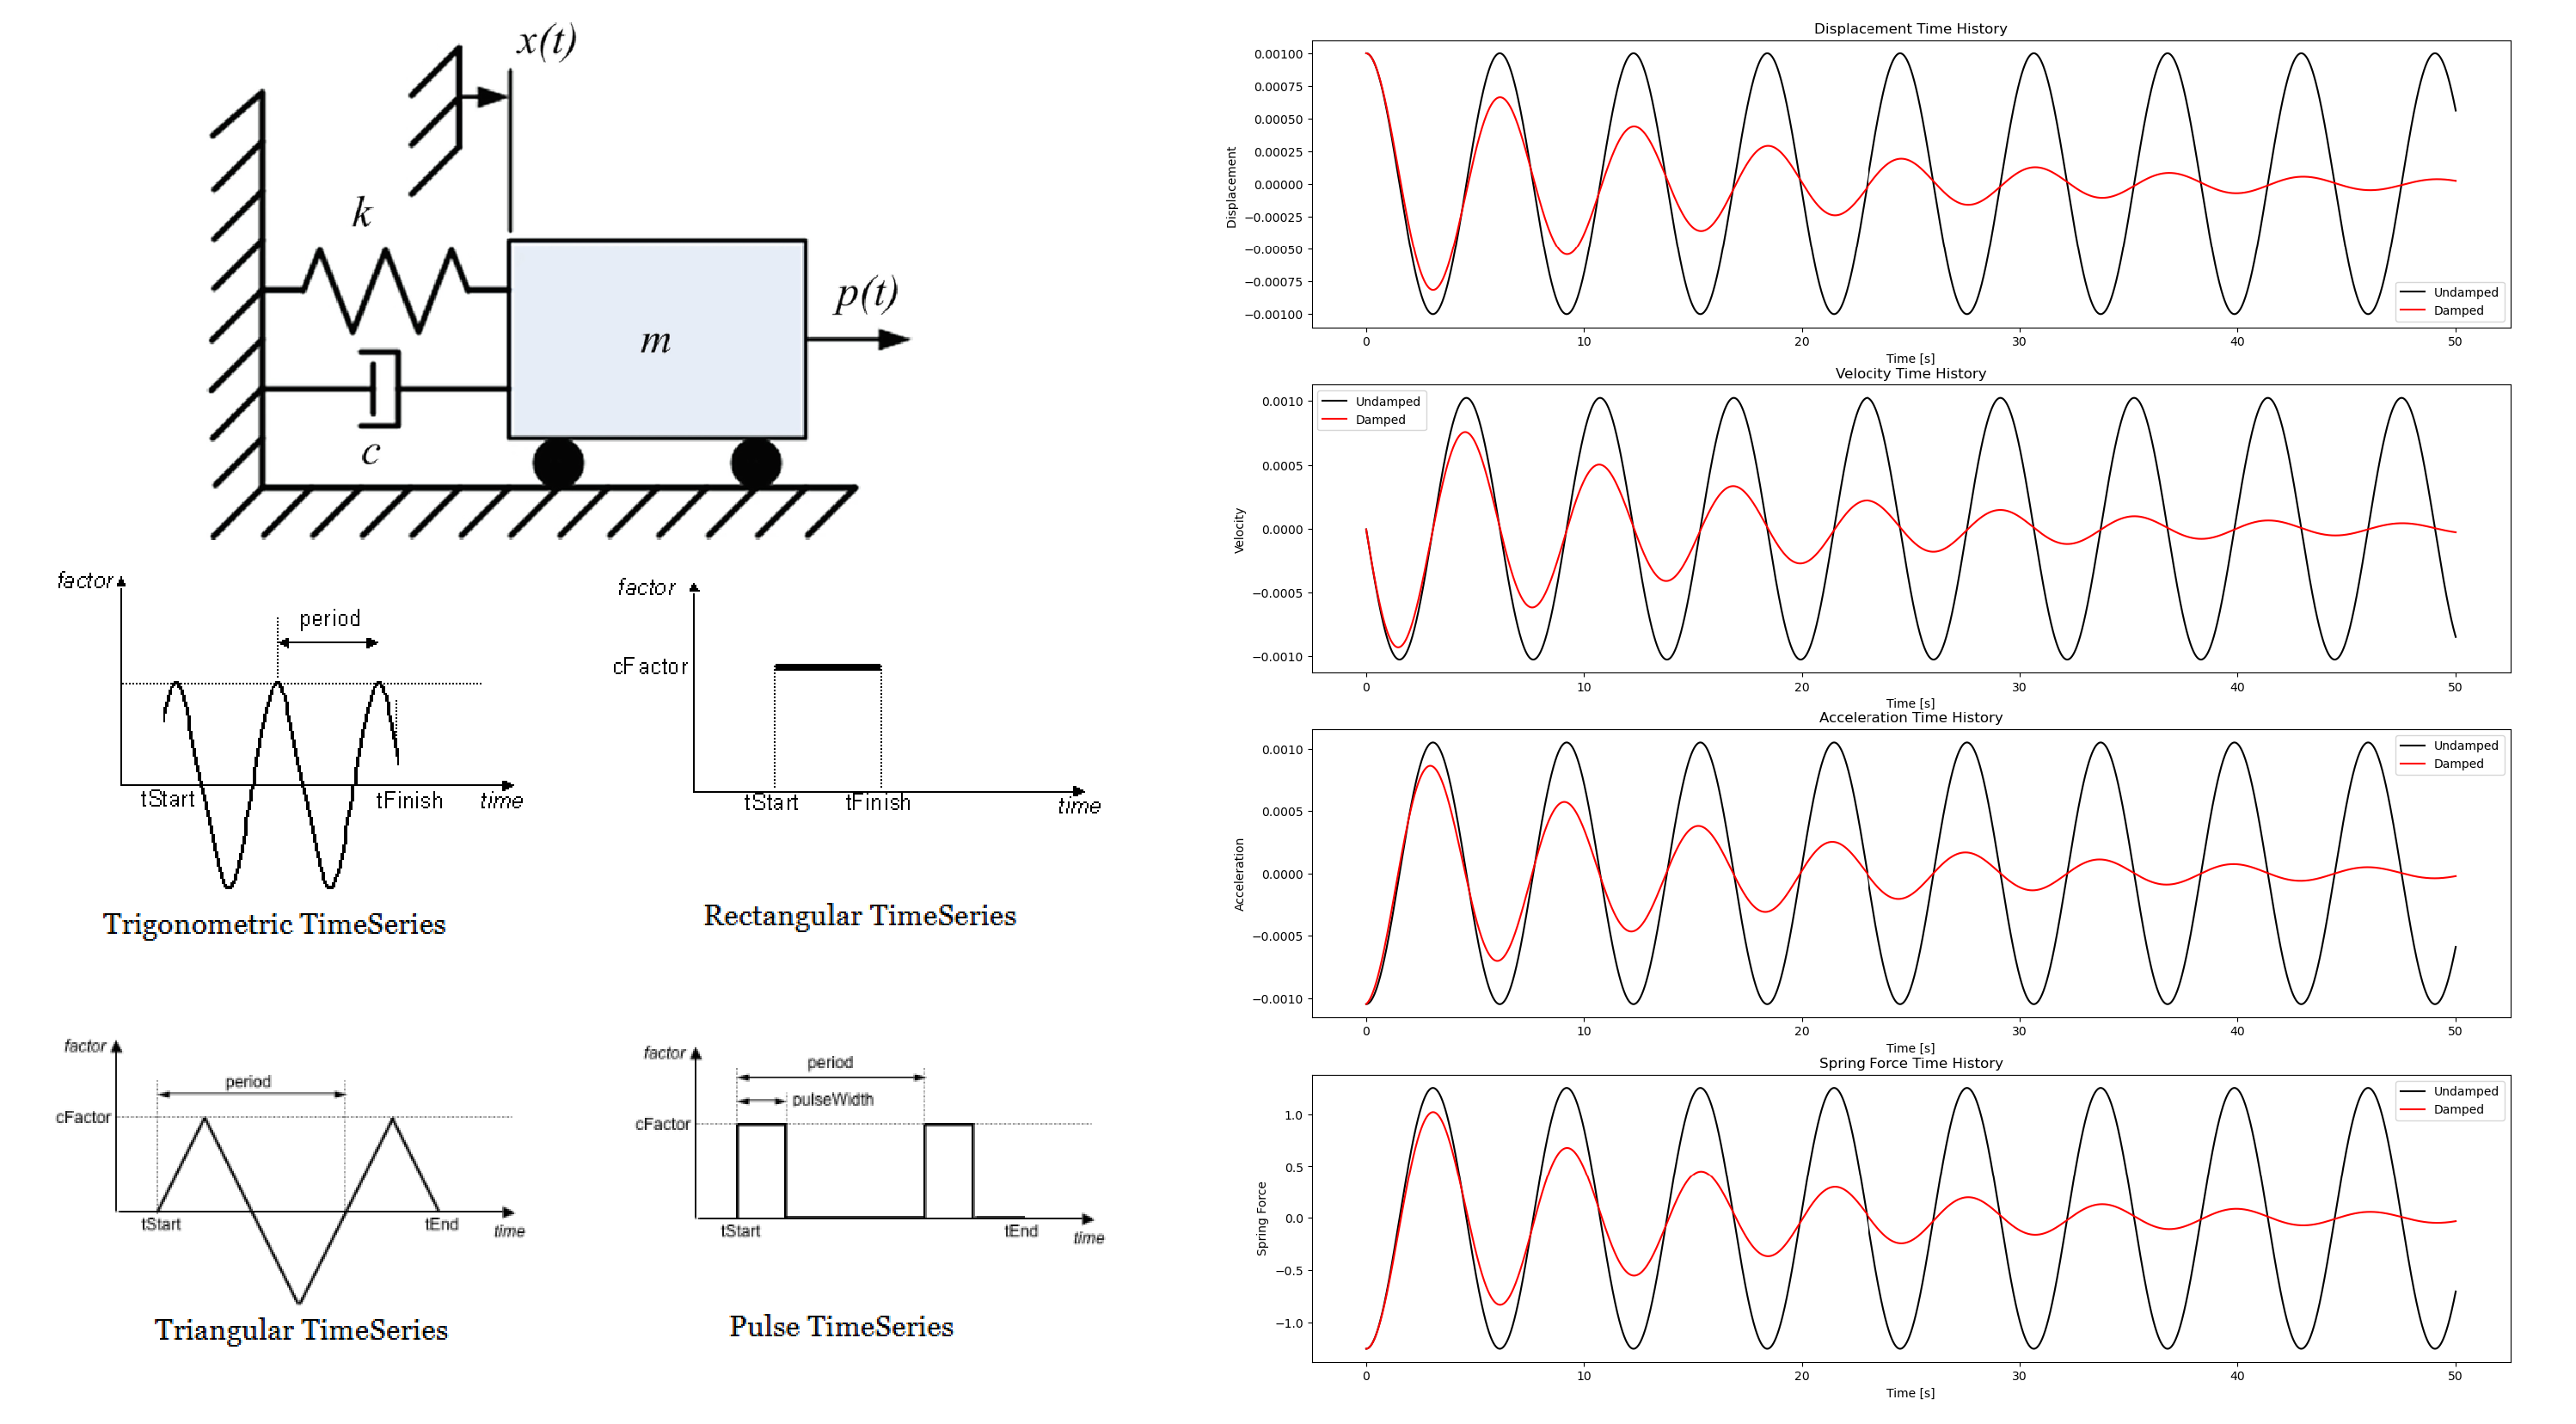 x(t)
k
p(t)
m
c
factor
period
tStart
tFinish
time
Trigonometric TimeSeries
factor
cFactor
tStart
tFinish
time
Rectangular TimeSeries
factor
period
cFactor
tStart
tEnd
time
Triangular TimeSeries
factor
period
pulseWidth
cFactor
tStart
tEnd
time
Pulse TimeSeries
Displacement Time History
Displacement
0.00100
0.00075
0.00050
0.00025
0.00000
−0.00025
−0.00050
−0.00075
−0.00100
Undamped
Damped
0 10 20 30 40 50
Time [s]
Velocity Time History
Velocity
0.0010
0.0005
0.0000
−0.0005
−0.0010
Undamped
Damped
0 10 20 30 40 50
Time [s]
Acceleration Time History
Acceleration
0.0010
0.0005
0.0000
−0.0005
−0.0010
Undamped
Damped
0 10 20 30 40 50
Time [s]
Spring Force Time History
Spring Force
1.0
0.5
0.0
−0.5
−1.0
Undamped
Damped
0 10 20 30 40 50
Time [s]